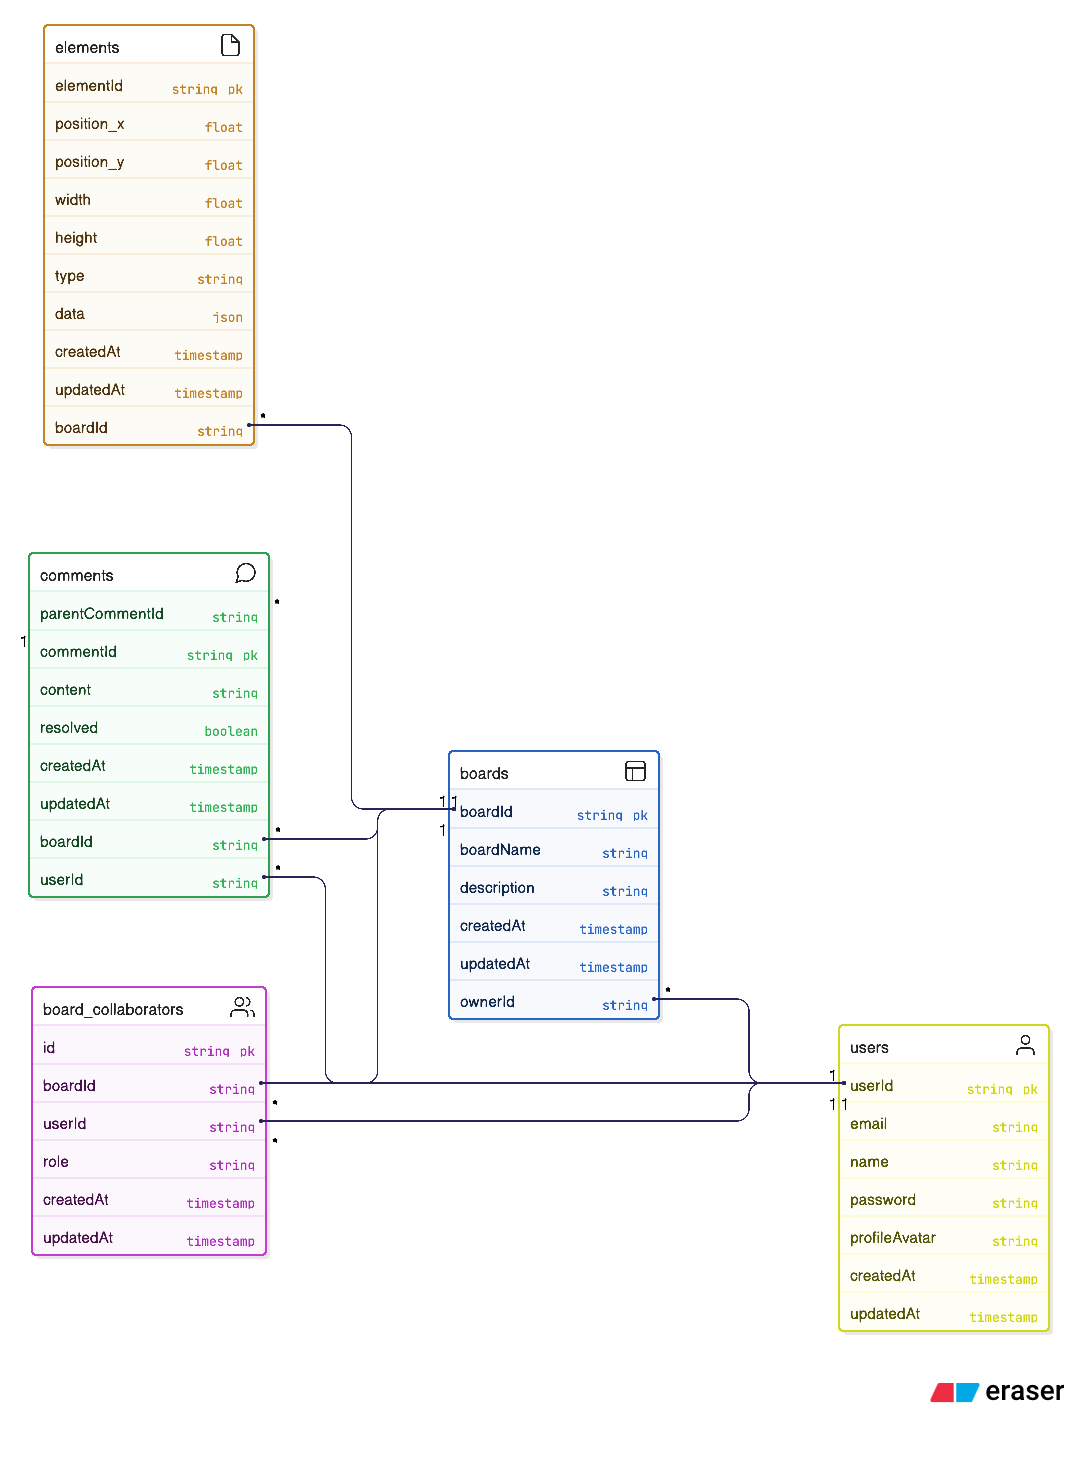 elements
elementId string pk
position_x float
position_y float
width float
height float
type string
data json
createdAt timestamp
updatedAt timestamp
boardId string
*
comments
parentCommentId string
*
1
commentId string pk
content string
resolved boolean
createdAt timestamp
updatedAt timestamp
boardId string
*
userId string
*
boards
1 1
boardId string pk
1
boardName string
description string
createdAt timestamp
updatedAt timestamp
ownerId string
*
board_collaborators
id string pk
boardId string
*
userId string
*
role string
createdAt timestamp
updatedAt timestamp
users
1
userId string pk
1 1
email string
name string
password string
profileAvatar string
createdAt timestamp
updatedAt timestamp
eraser